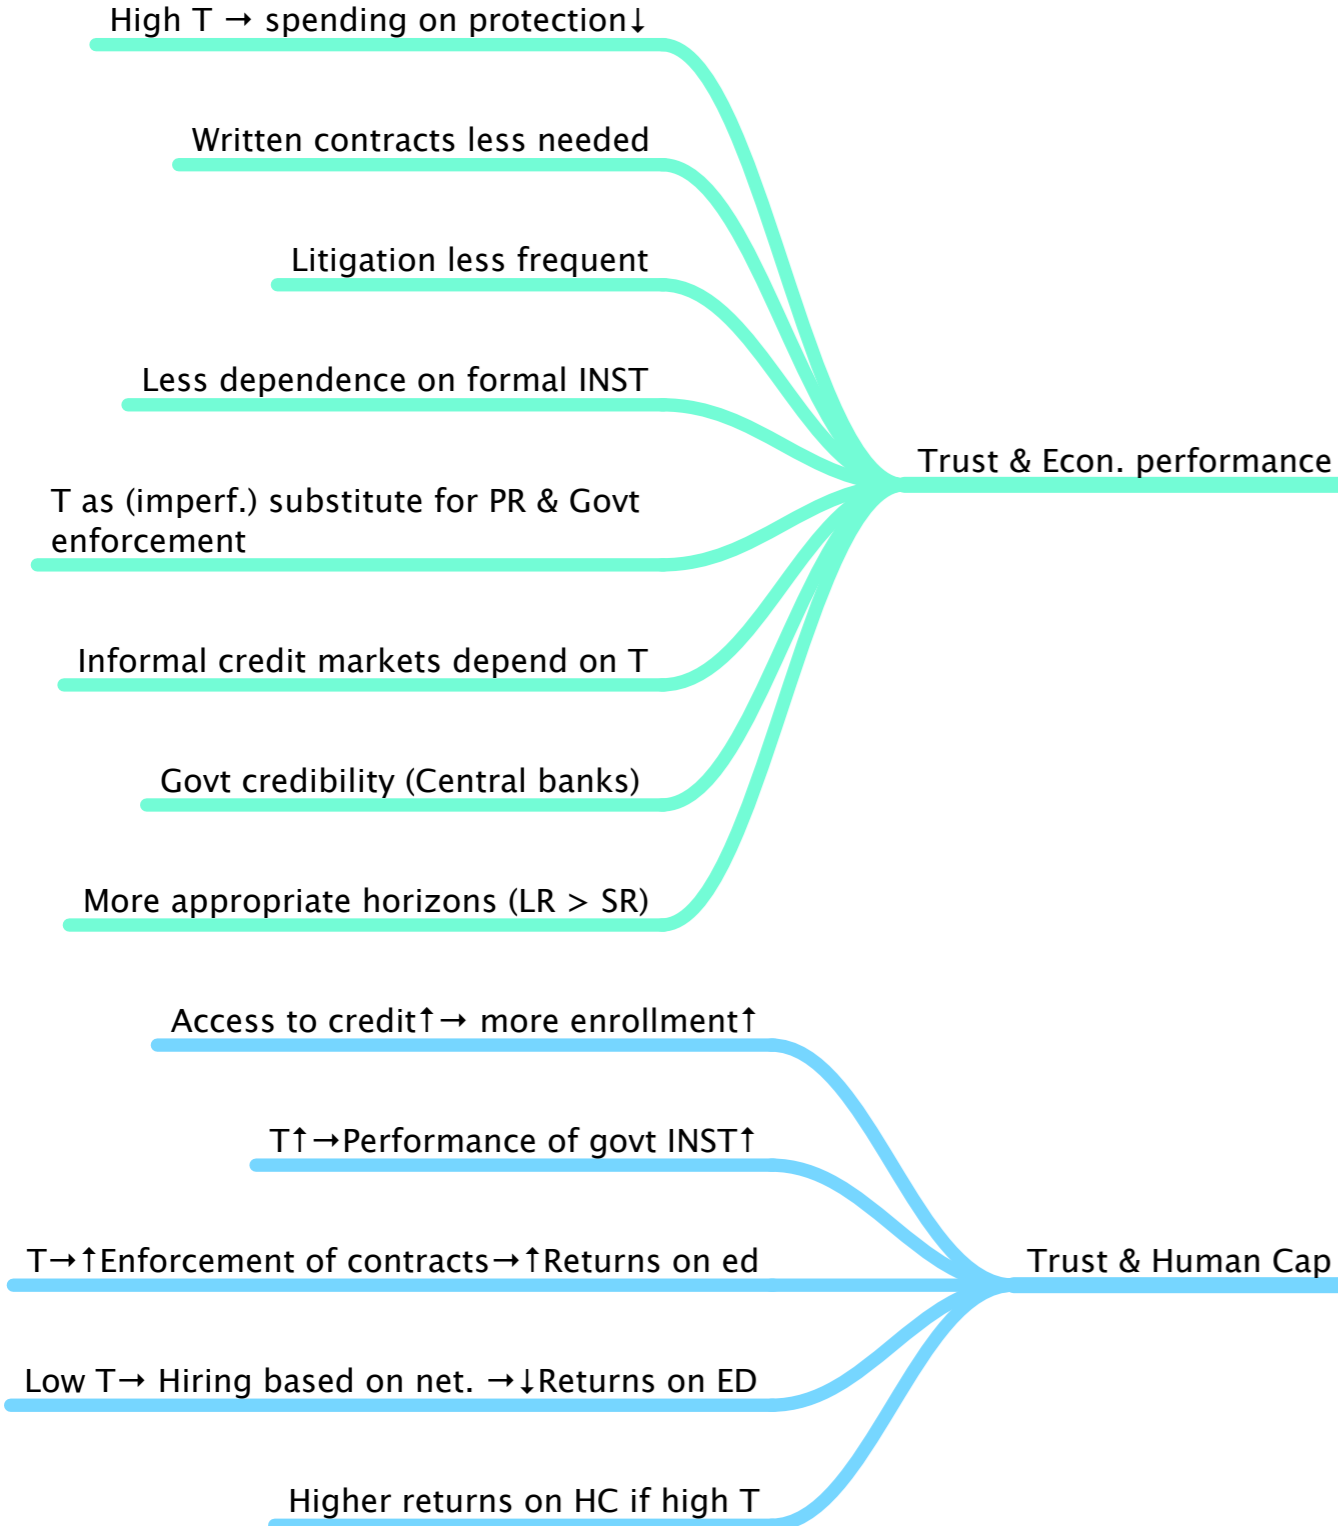 High T → spending on protection↓
Written contracts less needed
Litigation less frequent
Less dependence on formal INST
Trust & Econ. performance
T as (imperf.) substitute for PR & Govt
enforcement
Informal credit markets depend on T
Govt credibility (Central banks)
More appropriate horizons (LR > SR)
Access to credit↑→ more enrollment↑
T↑→Performance of govt INST↑
T→↑Enforcement of contracts→↑Returns on ed
Trust & Human Cap
Low T→ Hiring based on net. →↓Returns on ED
Higher returns on HC if high T